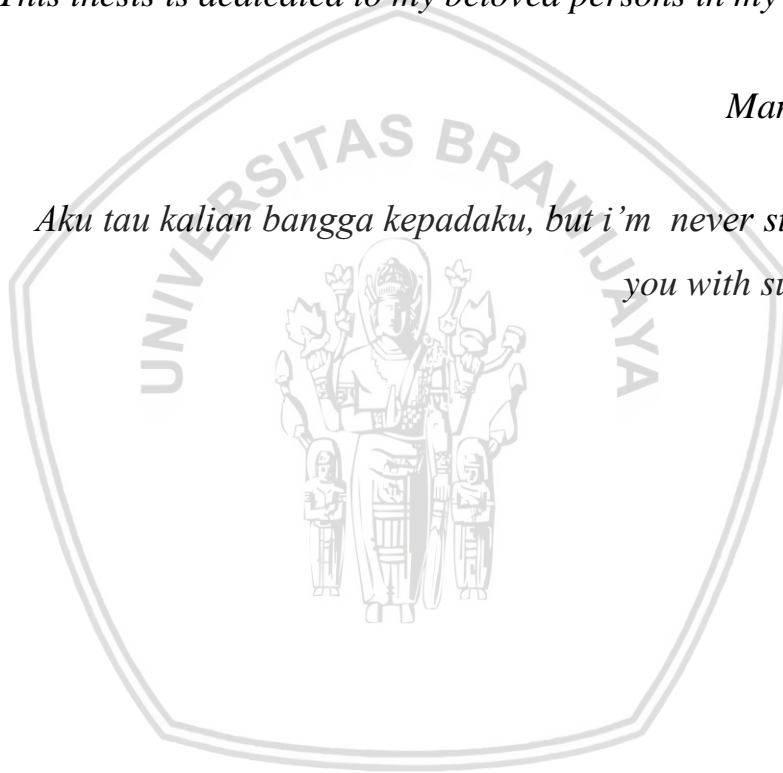 This thesis is dedicated to my beloved persons in my
UNIVERSITAS BRAWIJAYA
Aku tau kalian bangga kepadaku, but i’m never
you with